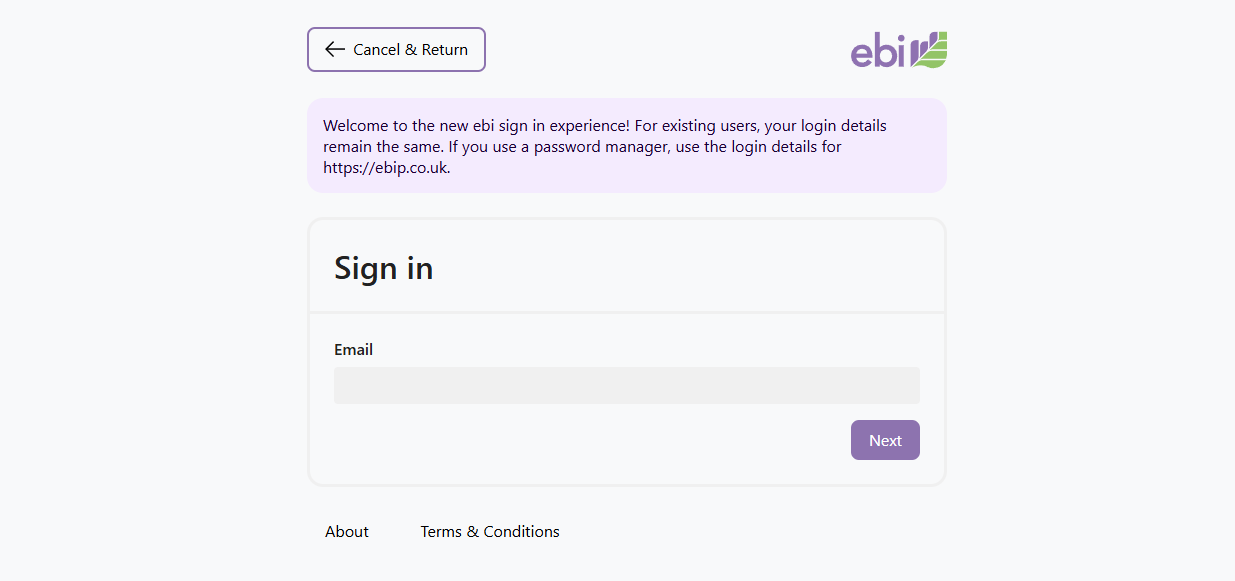 Cancel & Return
ebi
Welcome to the new ebi sign in experience! For existing users, your login details
remain the same. If you use a password manager, use the login details for
https://ebip.co.uk.
Sign in
Email
Next
About Terms & Conditions